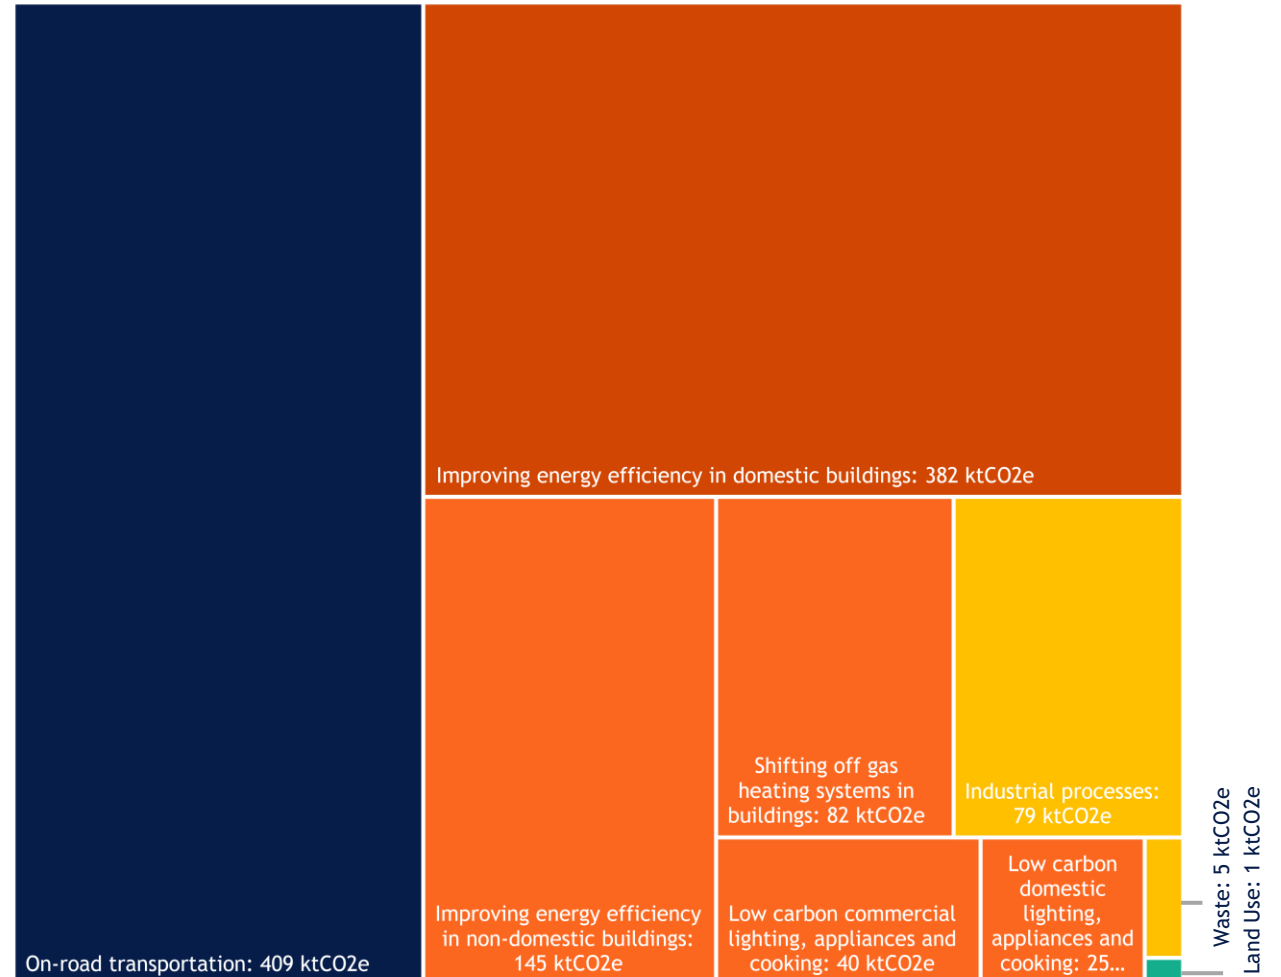 Improving energy efficiency in domestic buildings: 382 ktCO2e
Shifting off gas
heating systems in
buildings: 82 ktCO2e
Industrial processes:
79 ktCO2e
On-road transportation: 409 ktCO2e
Improving energy efficiency
in non-domestic buildings:
145 ktCO2e
Low carbon commercial
lighting, appliances and
cooking: 40 ktCO2e
Low carbon
domestic
lighting,
appliances and
cooking: 25...
Waste: 5 ktCO2e
Land Use: 1 ktCO2e